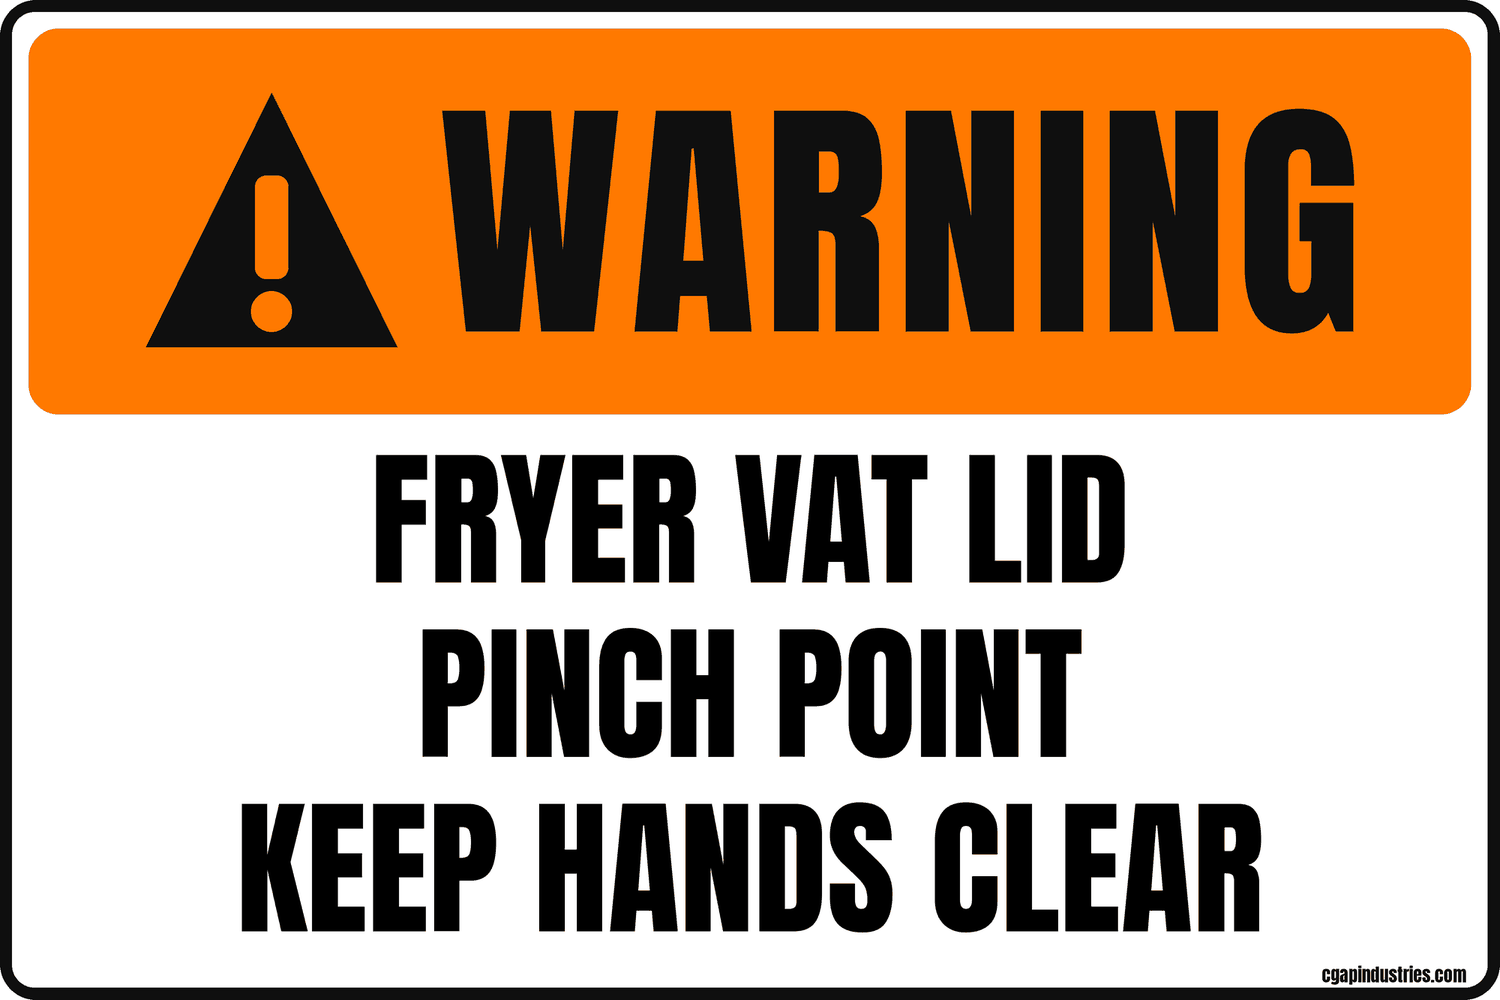 WARNING
FRYER VAT LID
PINCH POINT
KEEP HANDS CLEAR
cgapindustries.com